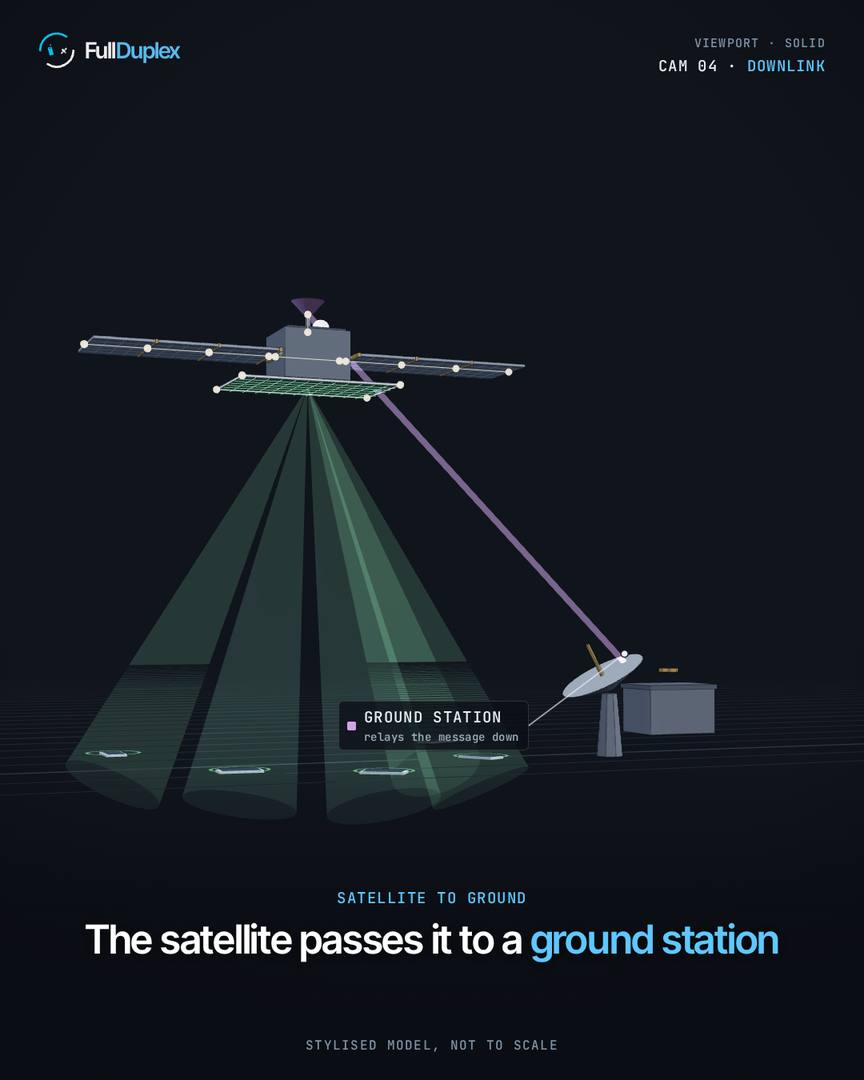 FullDuplex
VIEWPORT · SOLID
CAM 04 · DOWNLINK
GROUND STATION
relays the message down
SATELLITE TO GROUND
The satellite passes it to a ground station
STYLISED MODEL, NOT TO SCALE